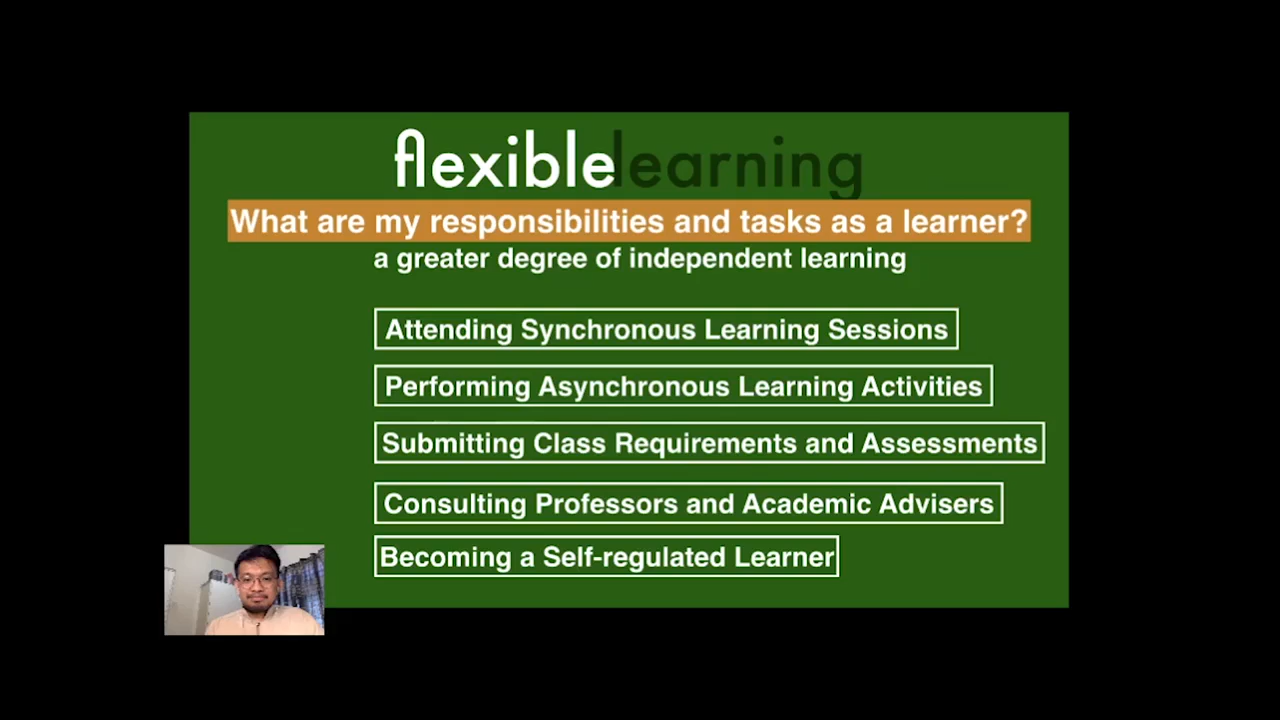 flexiblelearning
What are my responsibilities and tasks as a learner?
a greater degree of independent learning
Attending Synchronous Learning Sessions
Performing Asynchronous Learning Activities
Submitting Class Requirements and Assessments
Consulting Professors and Academic Advisers
Becoming a Self-regulated Learner